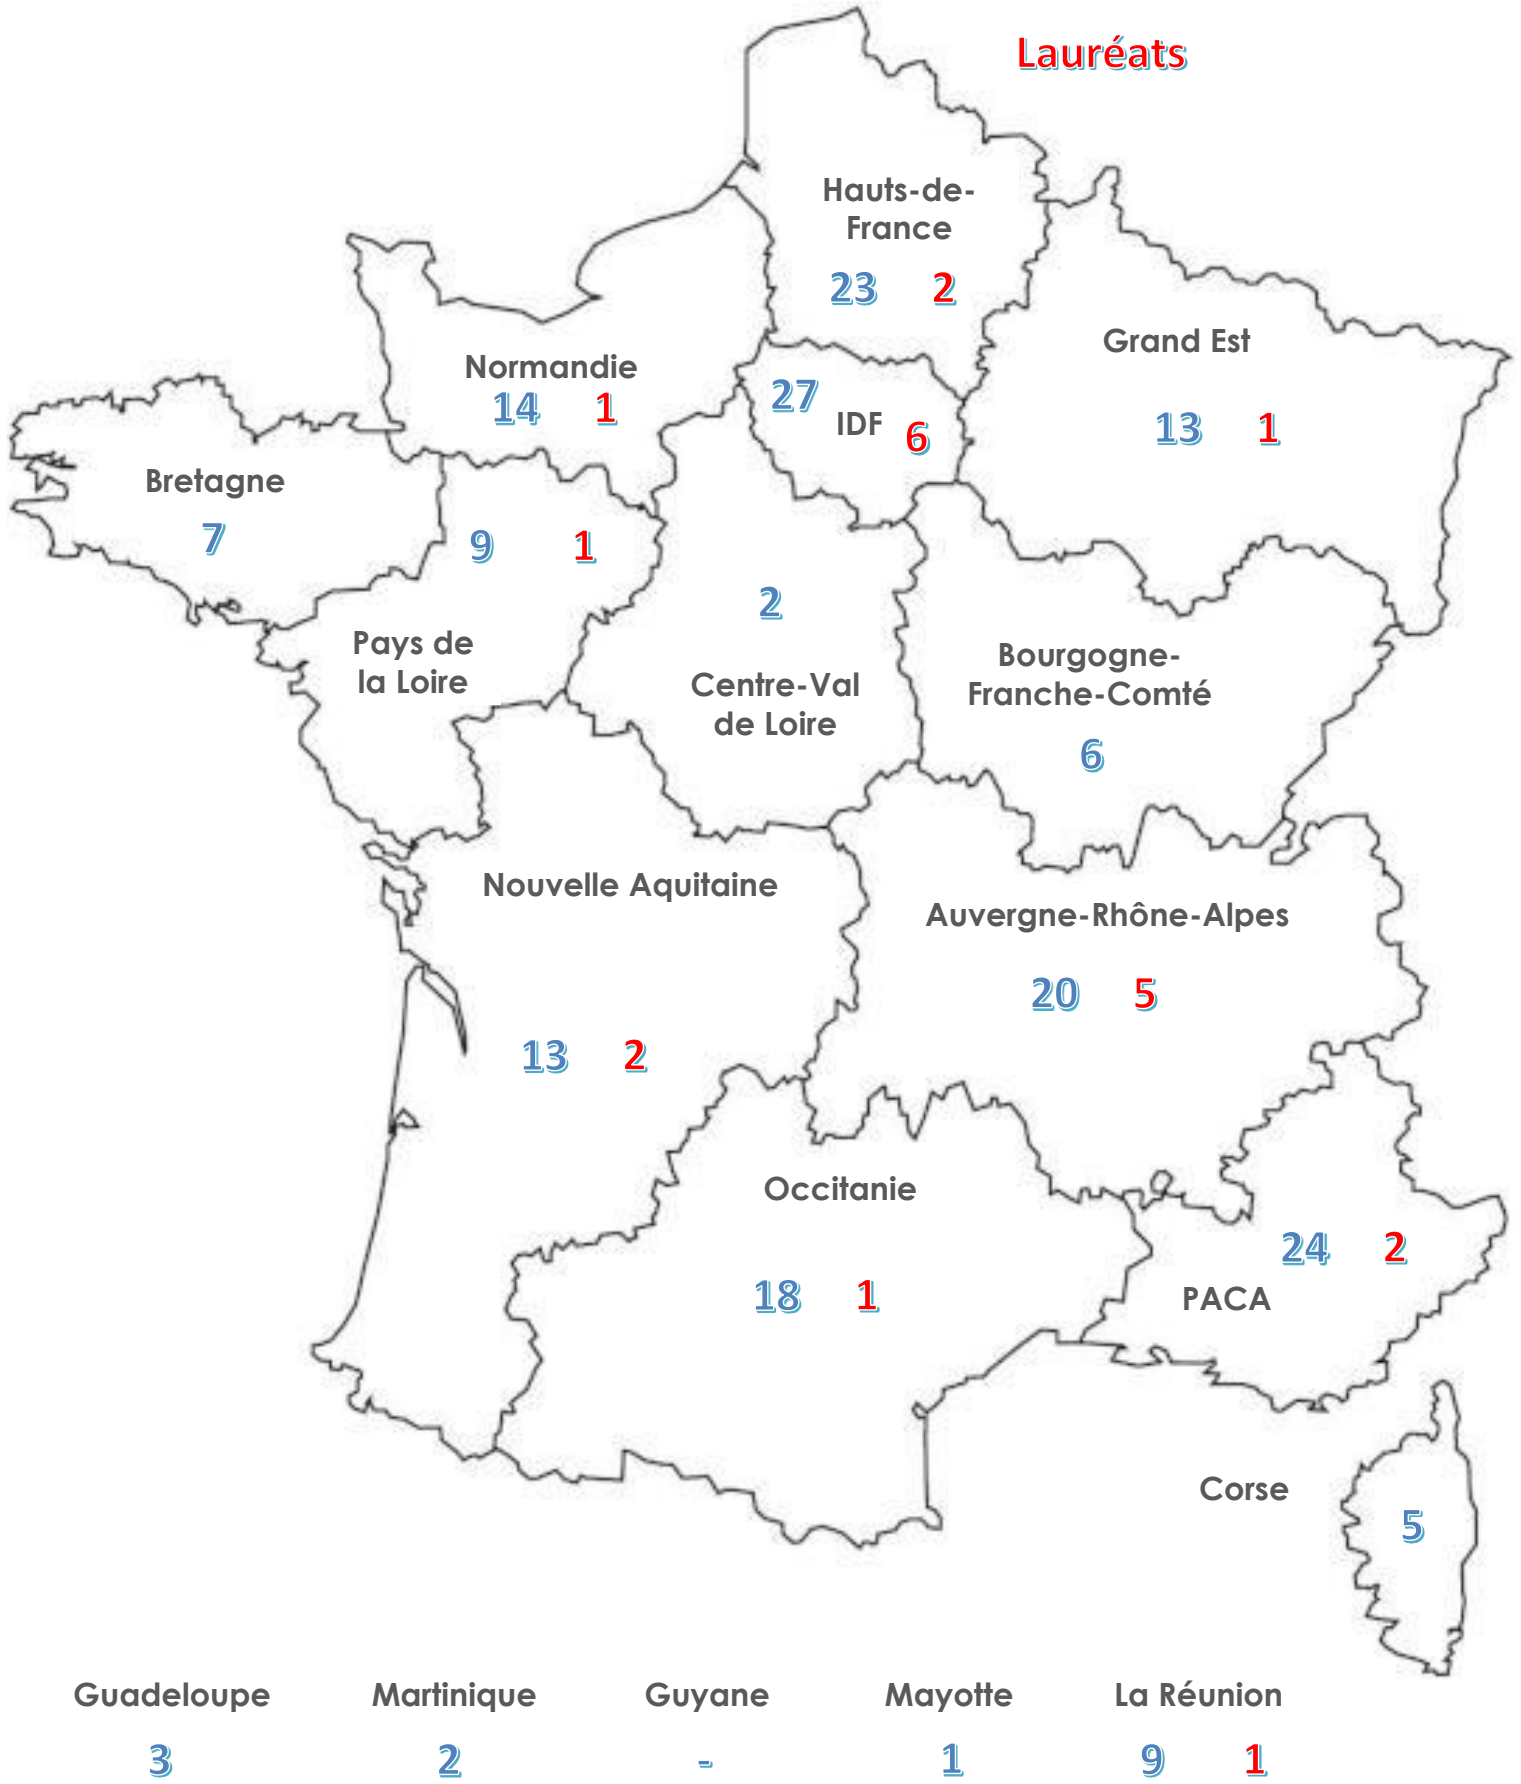 Lauréats
Hauts-de-
France
23 2
Grand Est
13 1
Normandie
14 1
27
IDF
6
Bretagne
7
9 1
Pays de
la Loire
2
Centre-Val
de Loire
Bourgogne-
Franche-Comté
6
Nouvelle Aquitaine
13 2
Auvergne-Rhône-Alpes
20 5
Occitanie
18 1
24 2
PACA
Corse
5
Guadeloupe Martinique Guyane Mayotte La Réunion
3 2 - 1 9 1